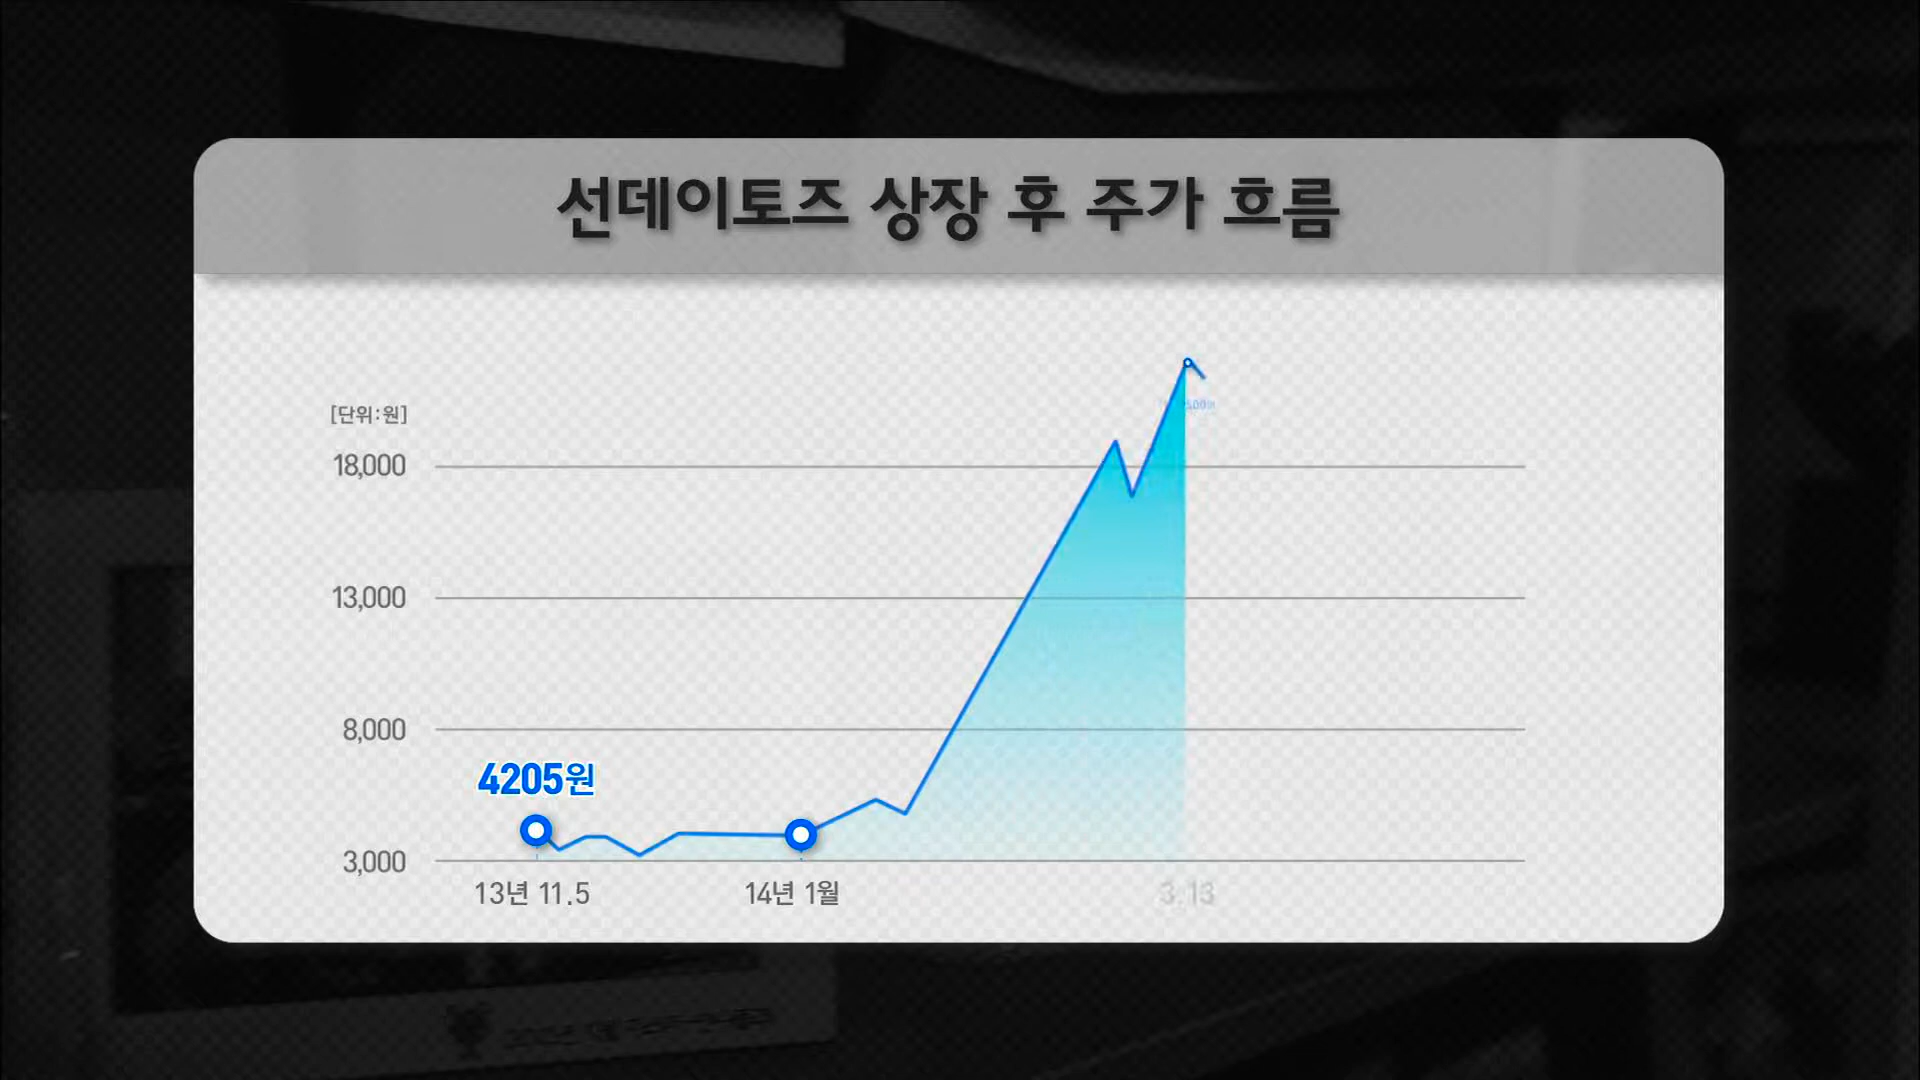 선데이토즈 상장 후 주가 흐름
[단위:원]
18,000
13,000
8,000
4205원
3,000
13년 11.5
14년 1월
3.13